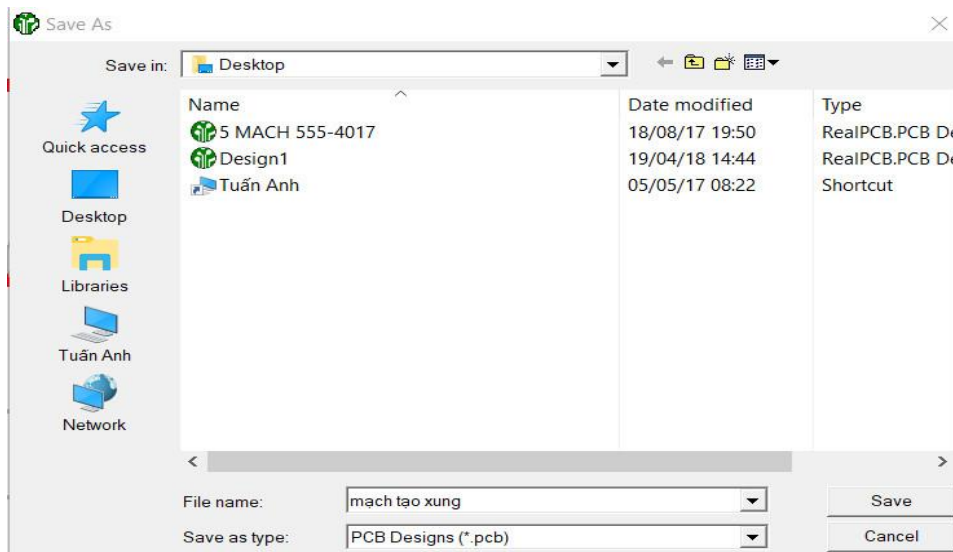 Save As
Save in: Desktop
Name Date modified Type
5 MACH 555-4017 18/08/17 19:50 RealPCB.PCB De
Design1 19/04/18 14:44 RealPCB.PCB De
Tuấn Anh 05/05/17 08:22 Shortcut
Quick access
Desktop
Libraries
Tuấn Anh
Network
File name: mạch tạo xung Save
Save as type: PCB Designs (*.pcb) Cancel